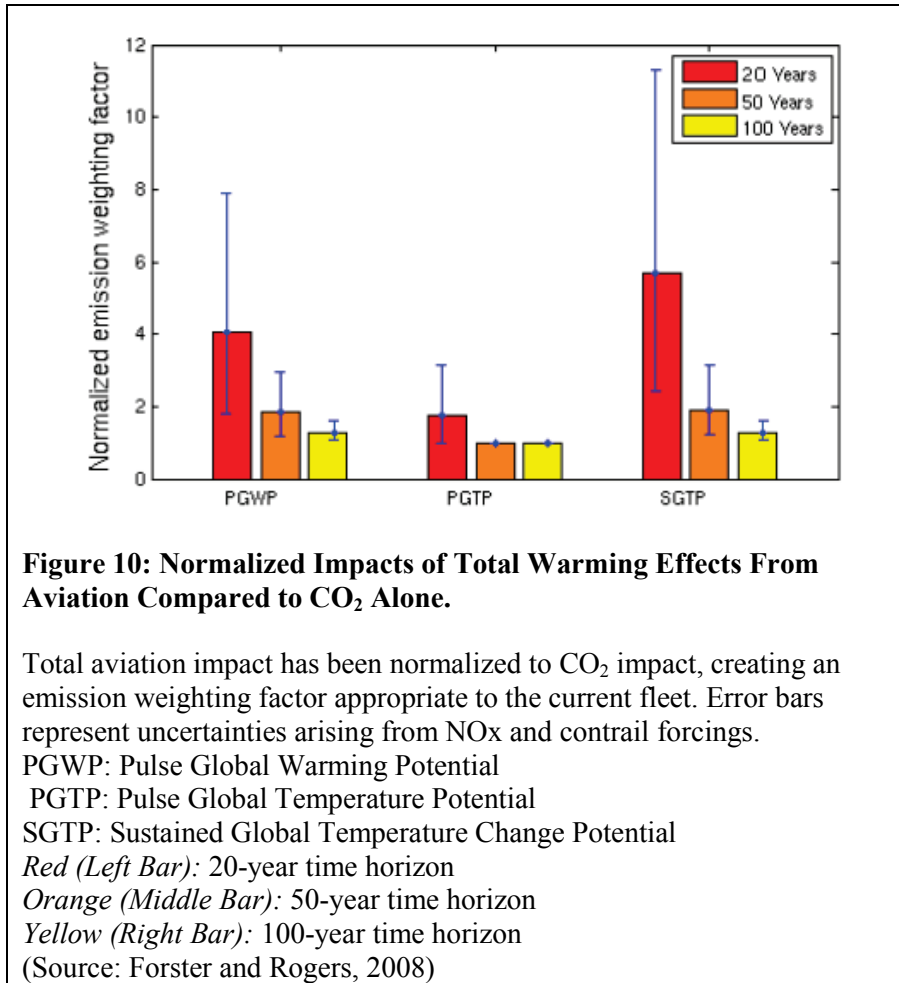 12
10
8
6
4
2
0
Normalized emission weighting factor
20 Years
50 Years
100 Years
PGWP
PGTP
SGTP
Figure 10: Normalized Impacts of Total Warming Effects From
Aviation Compared to CO₂ Alone.
Total aviation impact has been normalized to CO₂ impact, creating an
emission weighting factor appropriate to the current fleet. Error bars
represent uncertainties arising from NOx and contrail forcings.
PGWP: Pulse Global Warming Potential
PGTP: Pulse Global Temperature Potential
SGTP: Sustained Global Temperature Change Potential
Red (Left Bar): 20-year time horizon
Orange (Middle Bar): 50-year time horizon
Yellow (Right Bar): 100-year time horizon
(Source: Forster and Rogers, 2008)